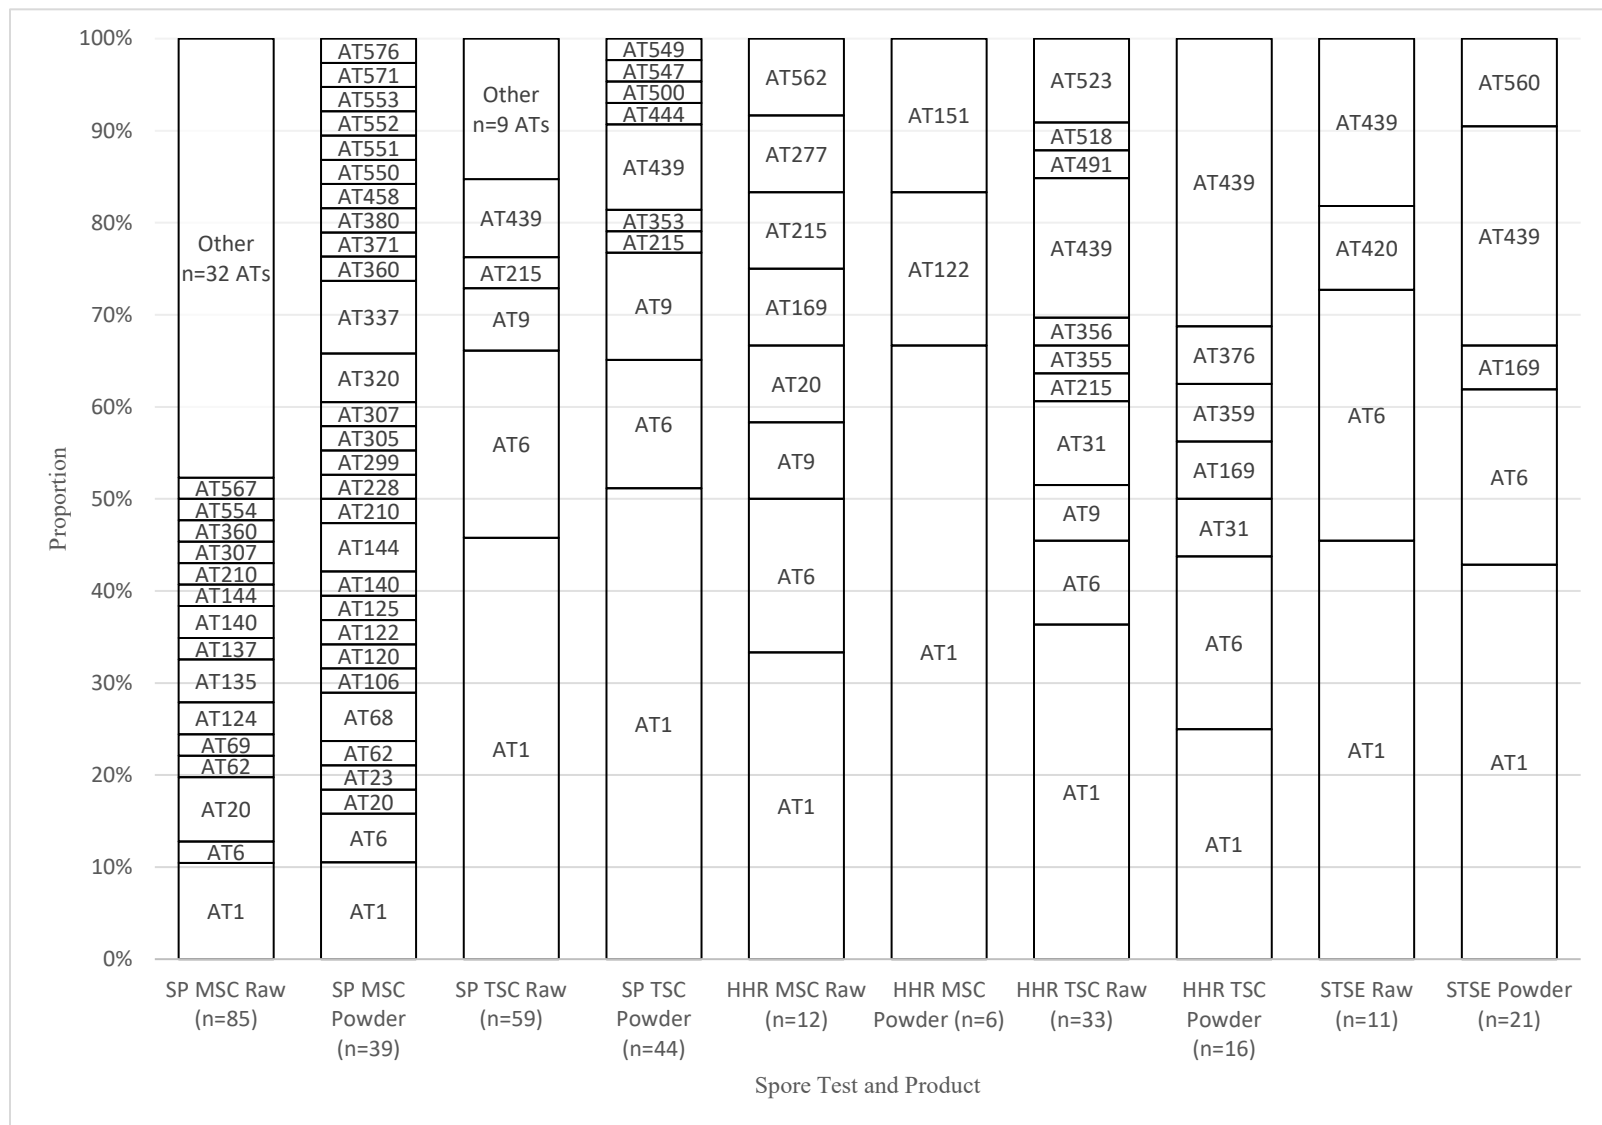 100%
90%
80%
70%
60%
50%
40%
30%
20%
10%
0%
Proportion
Other
n=32 ATs
AT567
AT554
AT360
AT307
AT210
AT144
AT140
AT137
AT135
AT124
AT69
AT62
AT20
AT6
AT1
AT576
AT571
AT553
AT552
AT551
AT550
AT458
AT380
AT371
AT360
AT337
AT320
AT307
AT305
AT299
AT228
AT210
AT144
AT140
AT125
AT122
AT120
AT106
AT68
AT62
AT23
AT20
AT6
AT1
Other
n=9 ATs
AT439
AT215
AT9
AT6
AT1
AT549
AT547
AT500
AT444
AT439
AT353
AT215
AT9
AT6
AT1
AT562
AT277
AT215
AT169
AT20
AT9
AT6
AT1
AT151
AT122
AT1
AT523
AT518
AT491
AT439
AT356
AT355
AT215
AT31
AT9
AT6
AT1
AT439
AT376
AT359
AT169
AT31
AT6
AT1
AT439
AT420
AT6
AT1
AT560
AT439
AT169
AT6
AT1
SP MSC Raw
(n=85)
SP MSC
Powder
(n=39)
SP TSC Raw
(n=59)
SP TSC
Powder
(n=44)
HHR MSC Raw
(n=12)
HHR MSC
Powder (n=6)
HHR TSC Raw
(n=33)
HHR TSC
Powder
(n=16)
STSE Raw
(n=11)
STSE Powder
(n=21)
Spore Test and Product